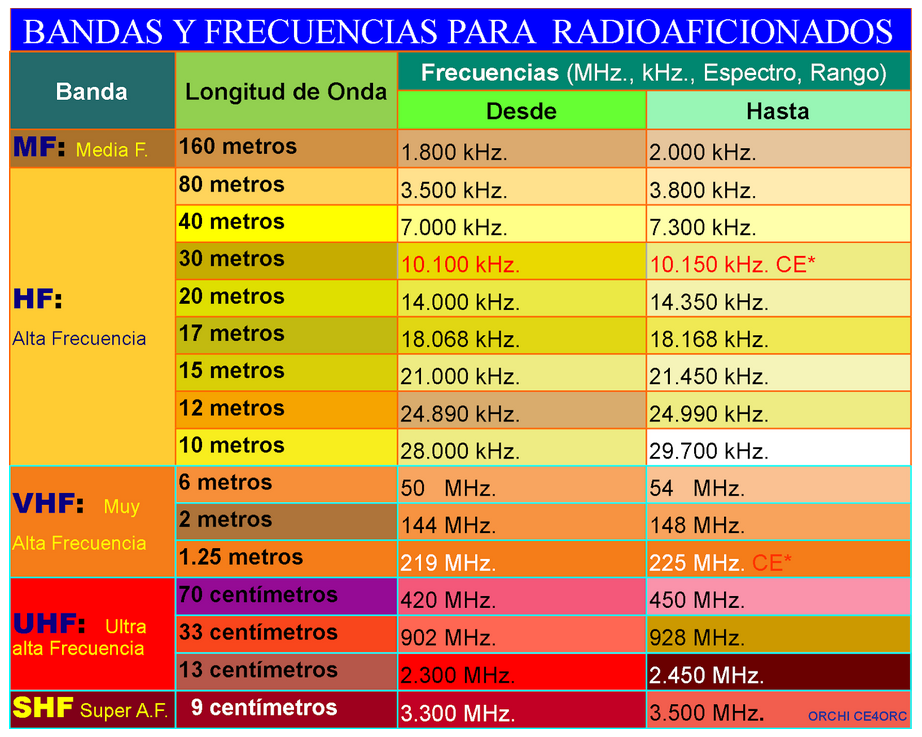 BANDAS Y FRECUENCIAS PARA RADIOAFICIONADOS
Banda Longitud de Onda Frecuencias (MHz., kHz., Espectro, Rango)
Desde Hasta
MF: Media F. 160 metros 1.800 kHz. 2.000 kHz.
HF:
Alta Frecuencia
80 metros 3.500 kHz. 3.800 kHz.
40 metros 7.000 kHz. 7.300 kHz.
30 metros 10.100 kHz. 10.150 kHz. CE*
20 metros 14.000 kHz. 14.350 kHz.
17 metros 18.068 kHz. 18.168 kHz.
15 metros 21.000 kHz. 21.450 kHz.
12 metros 24.890 kHz. 24.990 kHz.
10 metros 28.000 kHz. 29.700 kHz.
VHF: Muy
Alta Frecuencia
6 metros 50 MHz. 54 MHz.
2 metros 144 MHz. 148 MHz.
1.25 metros 219 MHz. 225 MHz. CE*
UHF: Ultra
alta Frecuencia
70 centímetros 420 MHz. 450 MHz.
33 centímetros 902 MHz. 928 MHz.
13 centímetros 2.300 MHz. 2.450 MHz.
SHF Super A.F. 9 centímetros 3.300 MHz. 3.500 MHz.
ORCHI CE4ORC